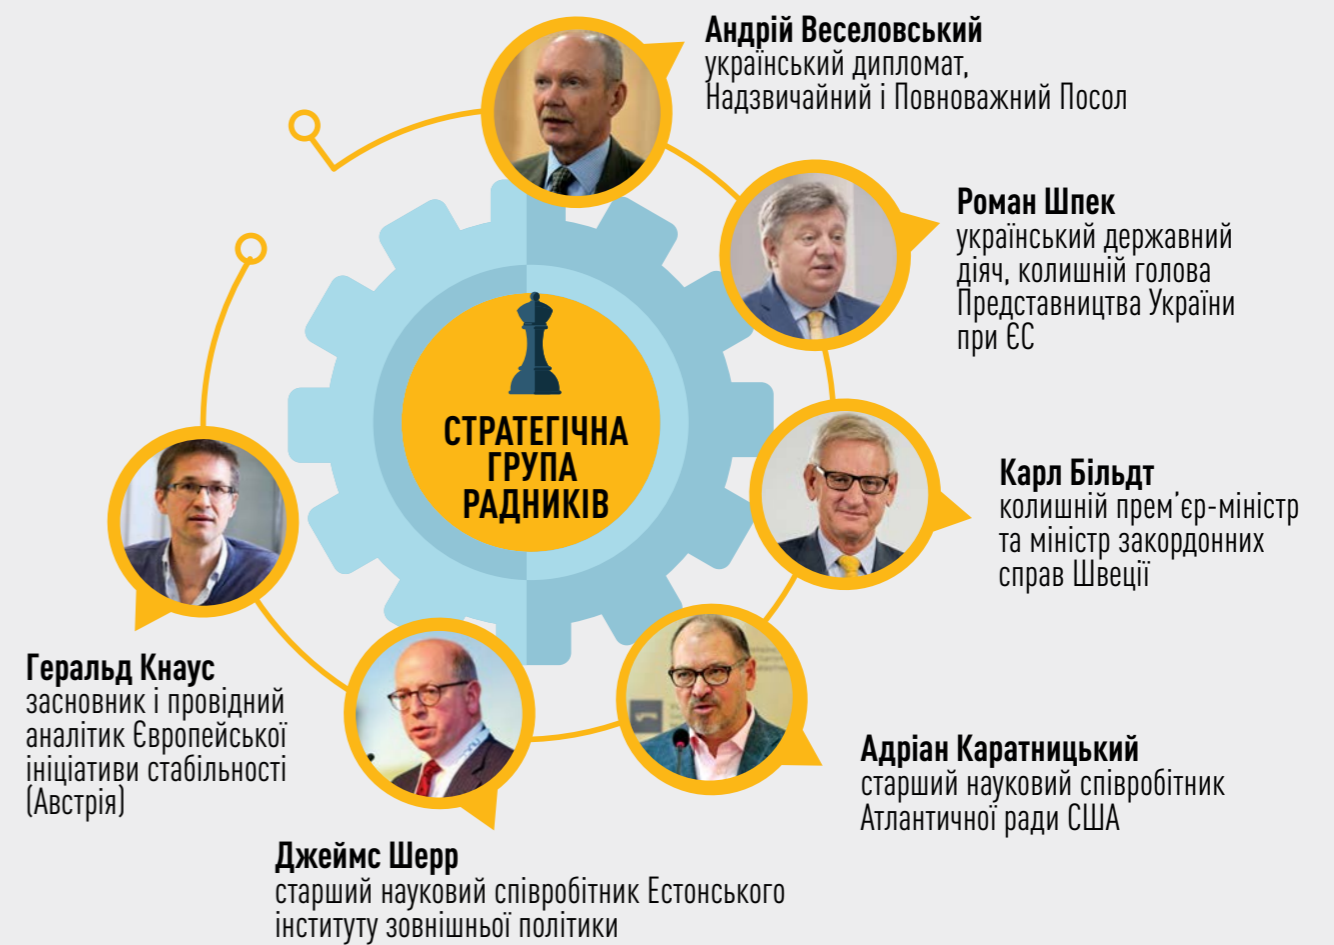 Андрій Веселовський
український дипломат,
Надзвичайний і Повноважний Посол
Роман Шпек
український державний
діяч, колишній голова
Представництва України
при ЄС
СТРАТЕГІЧНА
ГРУПА
РАДНИКІВ
Карл Більдт
колишній прем’єр-міністр
та міністр закордонних
справ Швеції
Адріан Каратницький
старший науковий співробітник
Атлантичної ради США
Джеймс Шерр
старший науковий співробітник Естонського
інституту зовнішньої політики
Геральд Кнаус
засновник і провідний
аналітик Європейської
ініціативи стабільності
(Австрія)